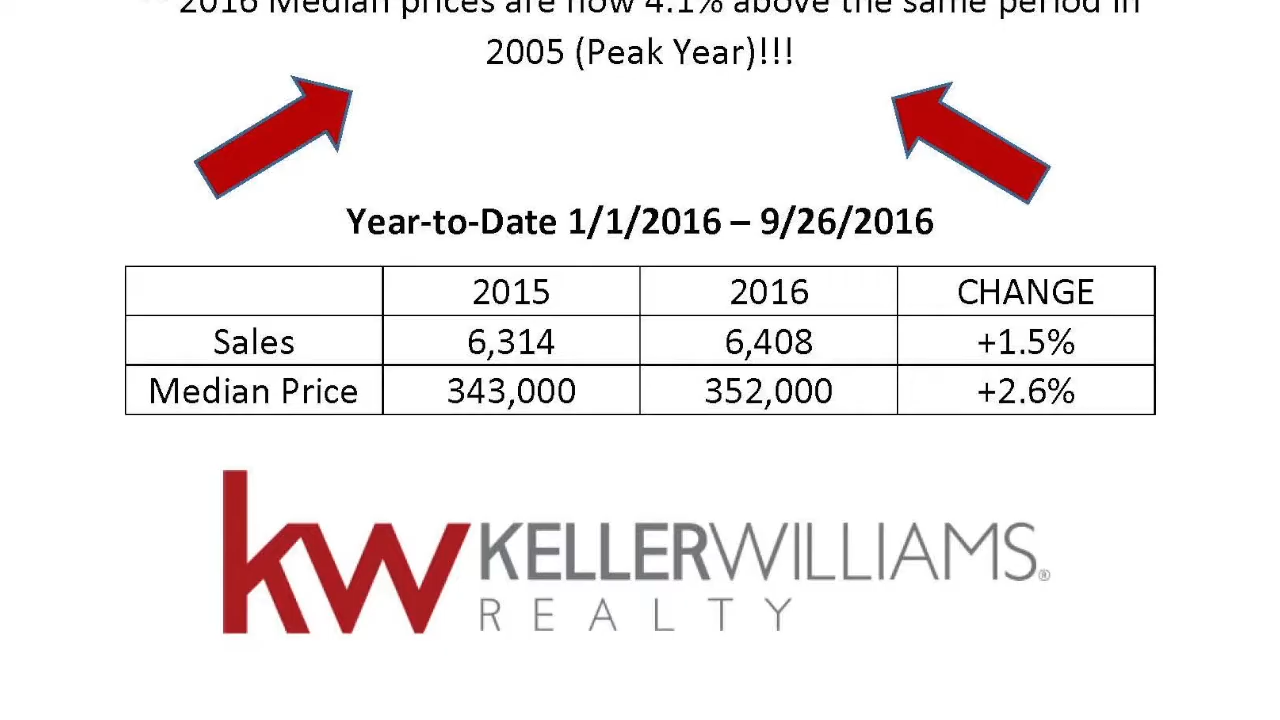 2016 Median prices are now 4.1% above the same period in
2005 (Peak Year)!!!
Year-to-Date 1/1/2016 – 9/26/2016
2015 2016 CHANGE
Sales 6,314 6,408 +1.5%
Median Price 343,000 352,000 +2.6%
kw KELLERWILLIAMS®
REALTY